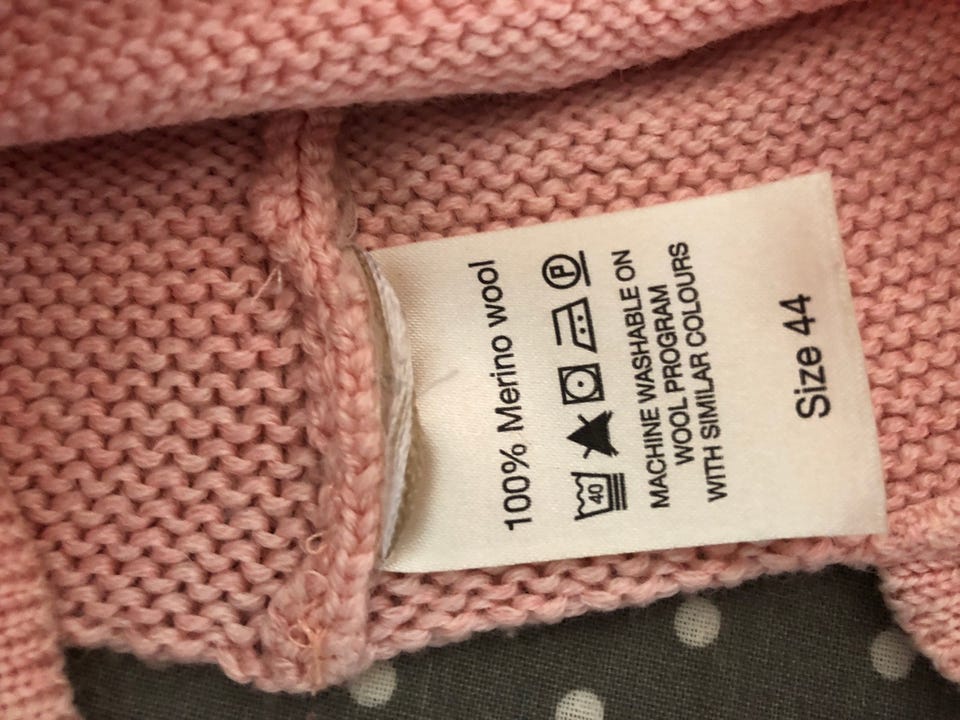 100% Merino wool
40 P
MACHINE WASHABLE ON
WOOL PROGRAM
WITH SIMILAR COLOURS
Size 44